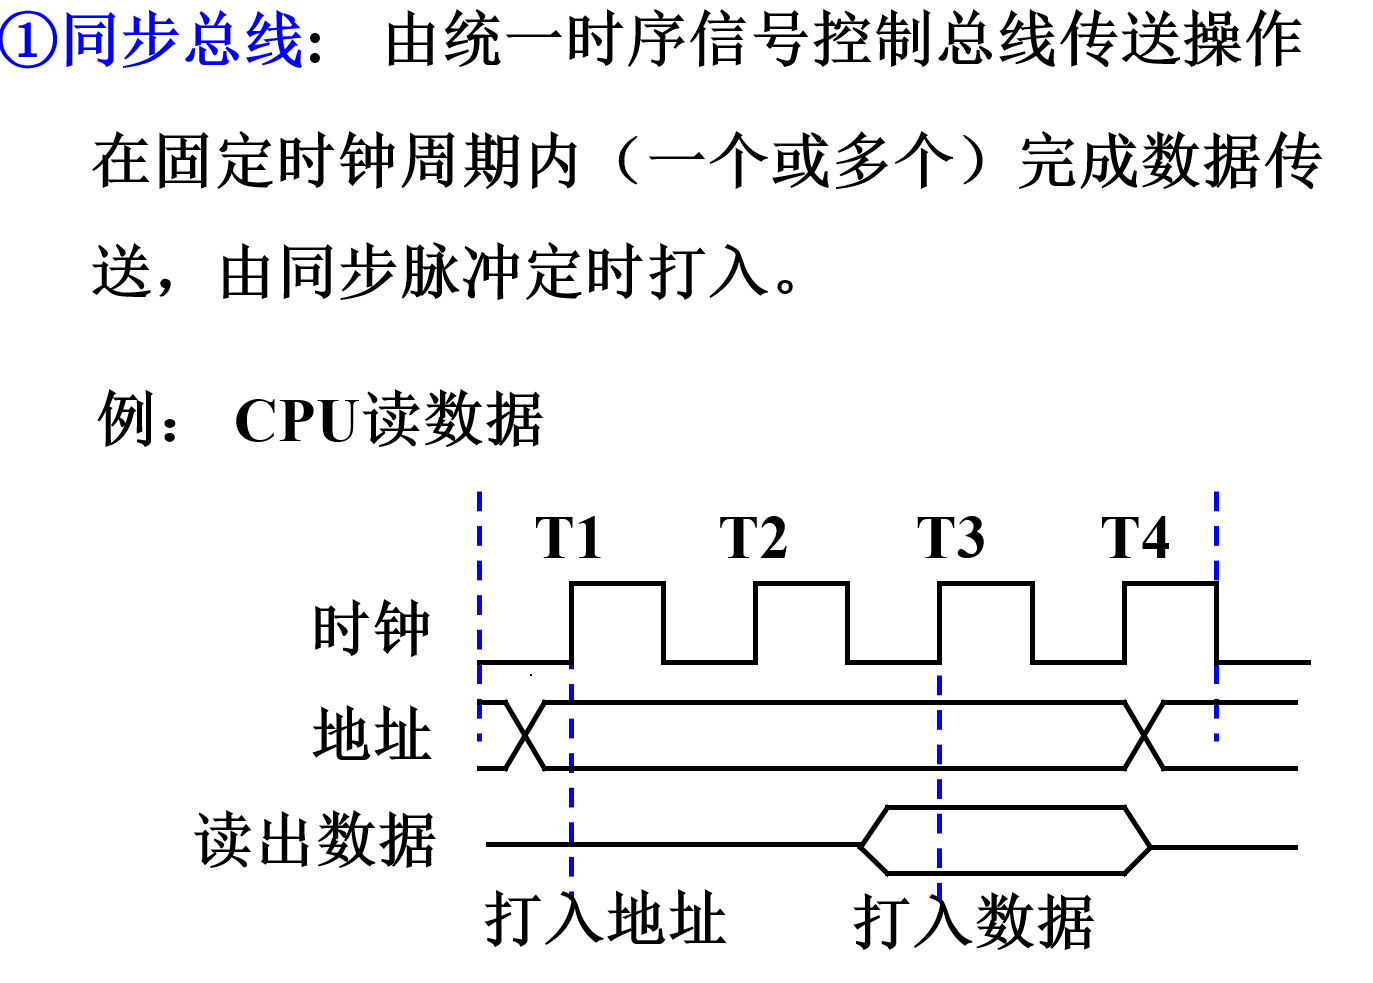 ①同步总线： 由统一时序信号控制总线传送操作
在固定时钟周期内（一个或多个）完成数据传
送，由同步脉冲定时打入。
例： CPU读数据
T1 T2 T3 T4
时钟
地址
读出数据
打入地址 打入数据